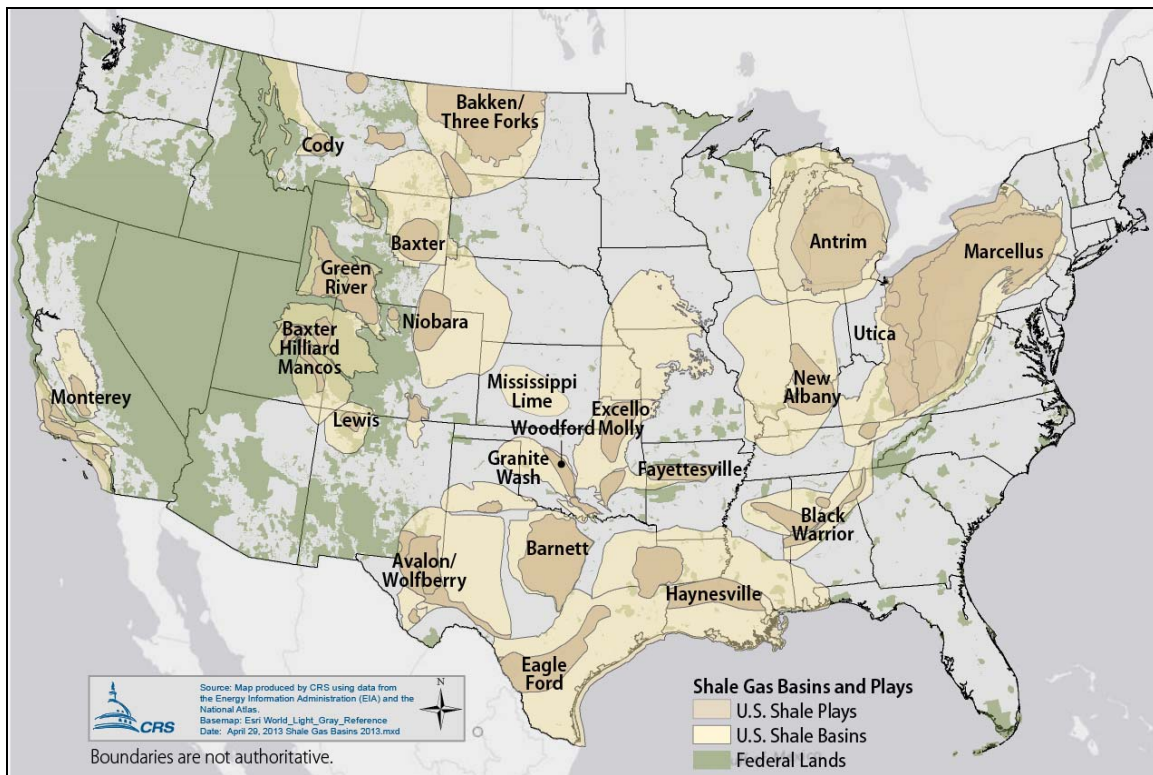 Bakken/
Three Forks
Cody
Antrim
Marcellus
Baxter
Green
River
Niobara
Baxter
Hilliard
Mancos
Utica
Monterey
Mississippi
Lime
New
Albany
Lewis
Excello
Molly
Woodford
Granite
Wash
Fayettesville
Black
Warrior
Barnett
Avalon/
Wolfberry
Haynesville
Eagle
Ford
CRS
Source: Map produced by CRS using data from
the Energy Information Administration (EIA) and the
National Atlas.
Basemap: Esri World_Light_Gray_Reference
Date: April 29, 2013 Shale Gas Basins 2013.mxd
N
Boundaries are not authoritative.
Shale Gas Basins and Plays
U.S. Shale Plays
U.S. Shale Basins
Federal Lands